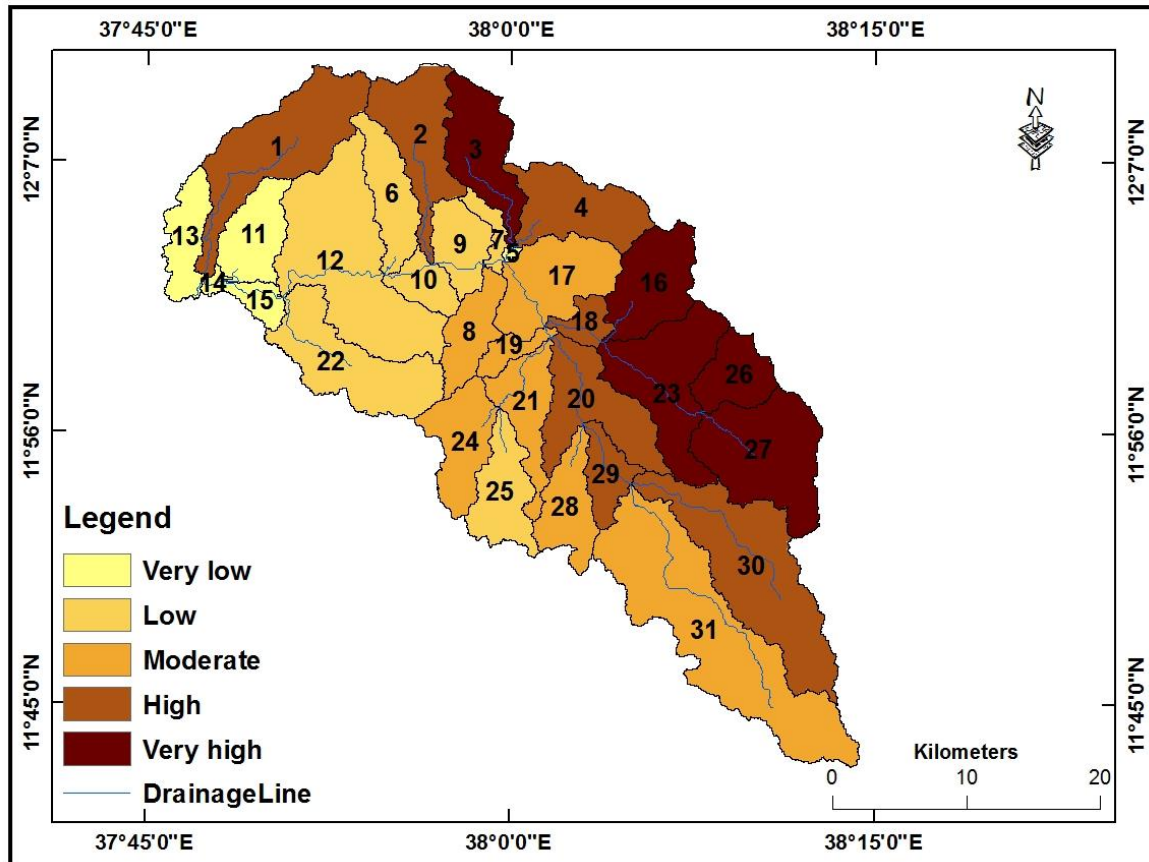 37°45'0"E 38°0'0"E 38°15'0"E
12°7'0"N 12°7'0"N
11°56'0"N 11°56'0"N
11°45'0"N 11°45'0"N
N
1
2
3
6
4
13
11
9
7
5
12
10
17
14
15
16
18
8
19
22
26
23
20
21
24
27
29
25
28
30
31
Legend
Very low
Low
Moderate
High
Very high
DrainageLine
Kilometers
0 10 20
37°45'0"E 38°0'0"E 38°15'0"E